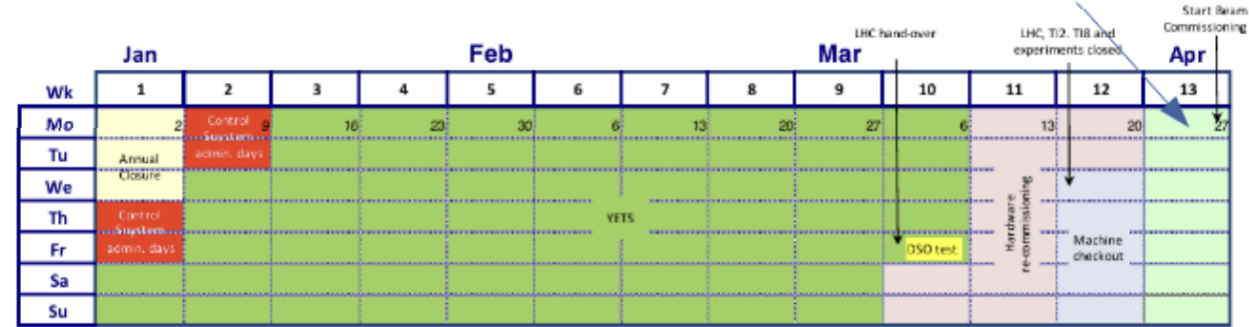 Start Beam
Commissioning
LHC hand-over
LHC, TI2. TI8 and
experiments closed
Jan Feb Mar Apr
Wk 1 2 3 4 5 6 7 8 9 10 11 12 13
Mo 2 9 16 23 30 6 13 20 27 6 13 20 27
Control
Suystem
admin. days
Tu
Annual
Closure
We
Th
Control
Suystem
admin. days
YETS
Hardware
re-commissioning
Fr
DSO test
Machine
checkout
Sa
Su